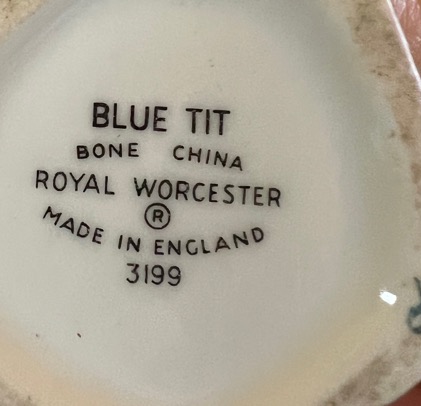 BLUE TIT
BONE CHINA
ROYAL WORCESTER
®
MADE IN ENGLAND
3199